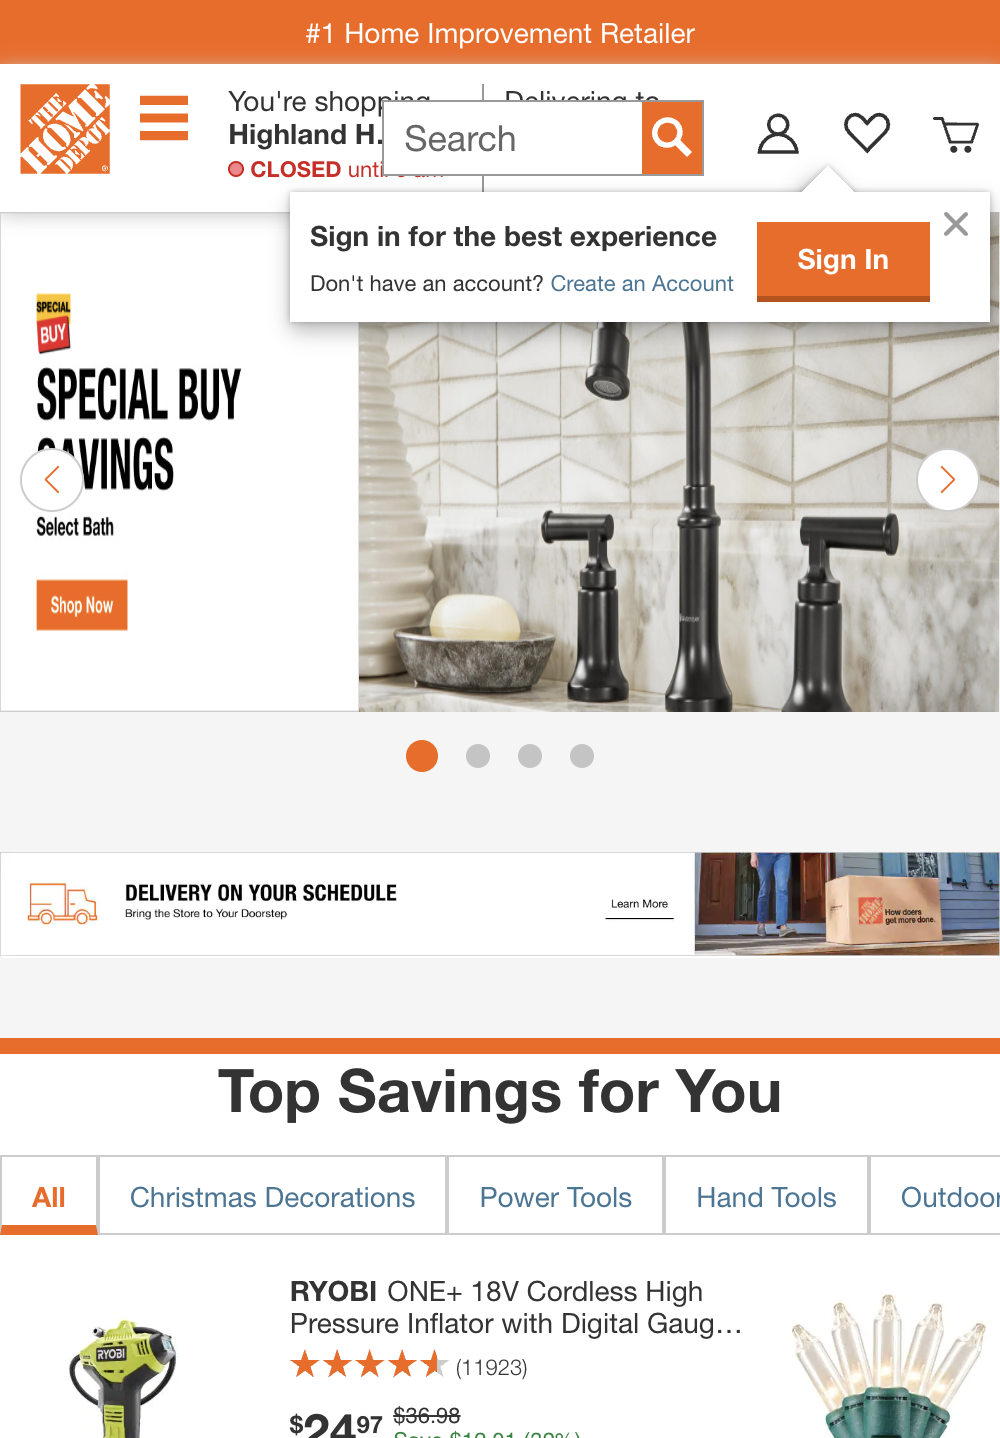 #1 Home Improvement Retailer
THE
HOME
DEPOT
You're shopping
Delivering to
Highland H.
Search
CLOSED until
Sign in for the best experience
Don't have an account? Create an Account
Sign In
SPECIAL
BUY
SPECIAL BUY
SAVINGS
Select Bath
Shop Now
DELIVERY ON YOUR SCHEDULE
Bring the Store to Your Doorstep
Learn More
How doers
get more done.
Top Savings for You
All
Christmas Decorations
Power Tools
Hand Tools
Outdoor
RYOBI ONE+ 18V Cordless High
Pressure Inflator with Digital Gaug…
(11923)
RYOBI
$24.97 $36.98